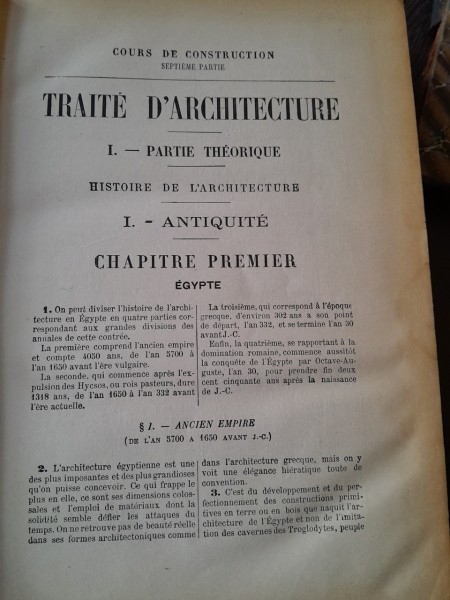 COURS DE CONSTRUCTION
SEPTIÈME PARTIE
TRAITÉ D'ARCHITECTURE
I. — PARTIE THÉORIQUE
HISTOIRE DE L'ARCHITECTURE
I. - ANTIQUITÉ
CHAPITRE PREMIER
ÉGYPTE
1. On peut diviser l'histoire de l'archi-
tecture en Égypte en quatre parties cor-
respondant aux grandes divisions des
annales de cette contrée.
La première comprend l'ancien empire
et compte 4050 ans, de l'an 5700 à
l'an 1650 avant l'ère vulgaire.
La seconde, qui commence après l'ex-
pulsion des Hycsos, ou rois pasteurs, dure
1318 ans, de l'an 1650 à l'an 332 avant
l'ère actuelle.
La troisième, qui correspond à l'époque
grecque, d'environ 302 ans a son point
de départ, l'an 332, et se termine l'an 30
avant J.-C.
Enfin, la quatrième, se rapportant à la
domination romaine, commence aussitôt
la conquête de l'Égypte par Octave-Au-
guste, l'an 30, pour prendre fin deux
cent cinquante ans après la naissance
de J.-C.
§ I. — ANCIEN EMPIRE
(DE L'AN 5700 A 1650 AVANT J.-C.)
2. L'architecture égyptienne est une
des plus imposantes et des plus grandioses
qu'on puisse concevoir. Ce qui frappe
le plus en elle, ce sont ses dimensions colos-
sales et l'emploi de matériaux dont la
solidité semble défier les attaques du
temps. On ne retrouve pas de beauté réelle
dans ses formes architectoniques comme
dans l'architecture grecque, mais on y
voit une élégance hiératique toute de
convention.
3. C'est du développement et du per-
fectionnement des constructions primi-
tives en terre ou en bois que naquit l'ar-
chitecture de l'Égypte et non de l'imita-
tion des cavernes des Troglodytes, peuple